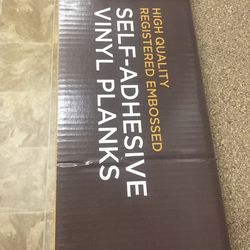 HIGH QUALITY
REGISTERED EMBOSSED
SELF-ADHESIVE
VINYL PLANKS